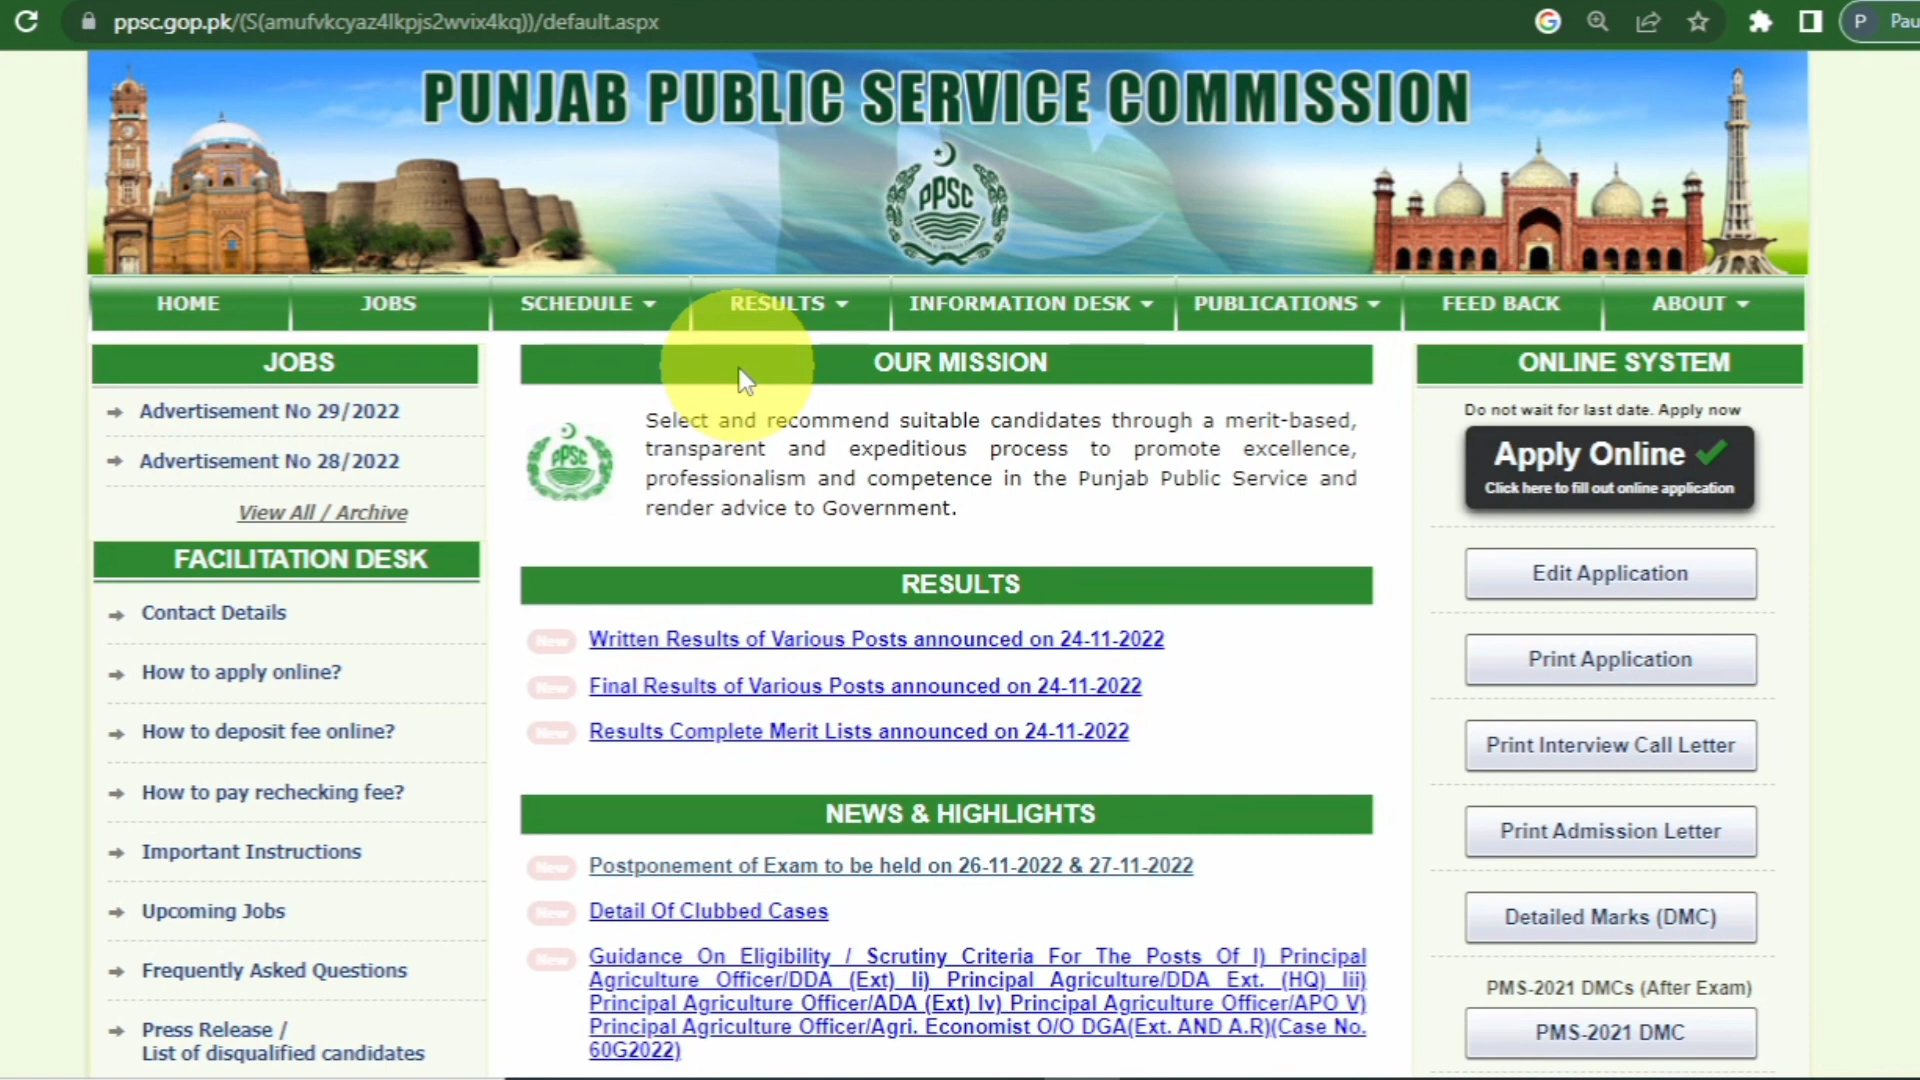 ppsc.gop.pk/(S(amufvkcyaz4lkpjs2wvix4kq))/default.aspx
P Pau
PUNJAB PUBLIC SERVICE COMMISSION
PPSC
HOME JOBS SCHEDULE RESULTS INFORMATION DESK PUBLICATIONS FEED BACK ABOUT
JOBS
Advertisement No 29/2022
Advertisement No 28/2022
View All / Archive
FACILITATION DESK
Contact Details
How to apply online?
How to deposit fee online?
How to pay rechecking fee?
Important Instructions
Upcoming Jobs
Frequently Asked Questions
Press Release /
List of disqualified candidates
OUR MISSION
PPSC
Select and recommend suitable candidates through a merit-based,
transparent and expeditious process to promote excellence,
professionalism and competence in the Punjab Public Service and
render advice to Government.
RESULTS
New Written Results of Various Posts announced on 24-11-2022
New Final Results of Various Posts announced on 24-11-2022
New Results Complete Merit Lists announced on 24-11-2022
NEWS & HIGHLIGHTS
New Postponement of Exam to be held on 26-11-2022 & 27-11-2022
New Detail Of Clubbed Cases
New Guidance On Eligibility / Scrutiny Criteria For The Posts Of I) Principal
Agriculture Officer/DDA (Ext) Ii) Principal Agriculture/DDA Ext. (HQ) Iii)
Principal Agriculture Officer/ADA (Ext) Iv) Principal Agriculture Officer/APO V)
Principal Agriculture Officer/Agri. Economist O/O DGA(Ext. AND A.R)(Case No.
60G2022)
ONLINE SYSTEM
Do not wait for last date. Apply now
Apply Online
Click here to fill out online application
Edit Application
Print Application
Print Interview Call Letter
Print Admission Letter
Detailed Marks (DMC)
PMS-2021 DMCs (After Exam)
PMS-2021 DMC